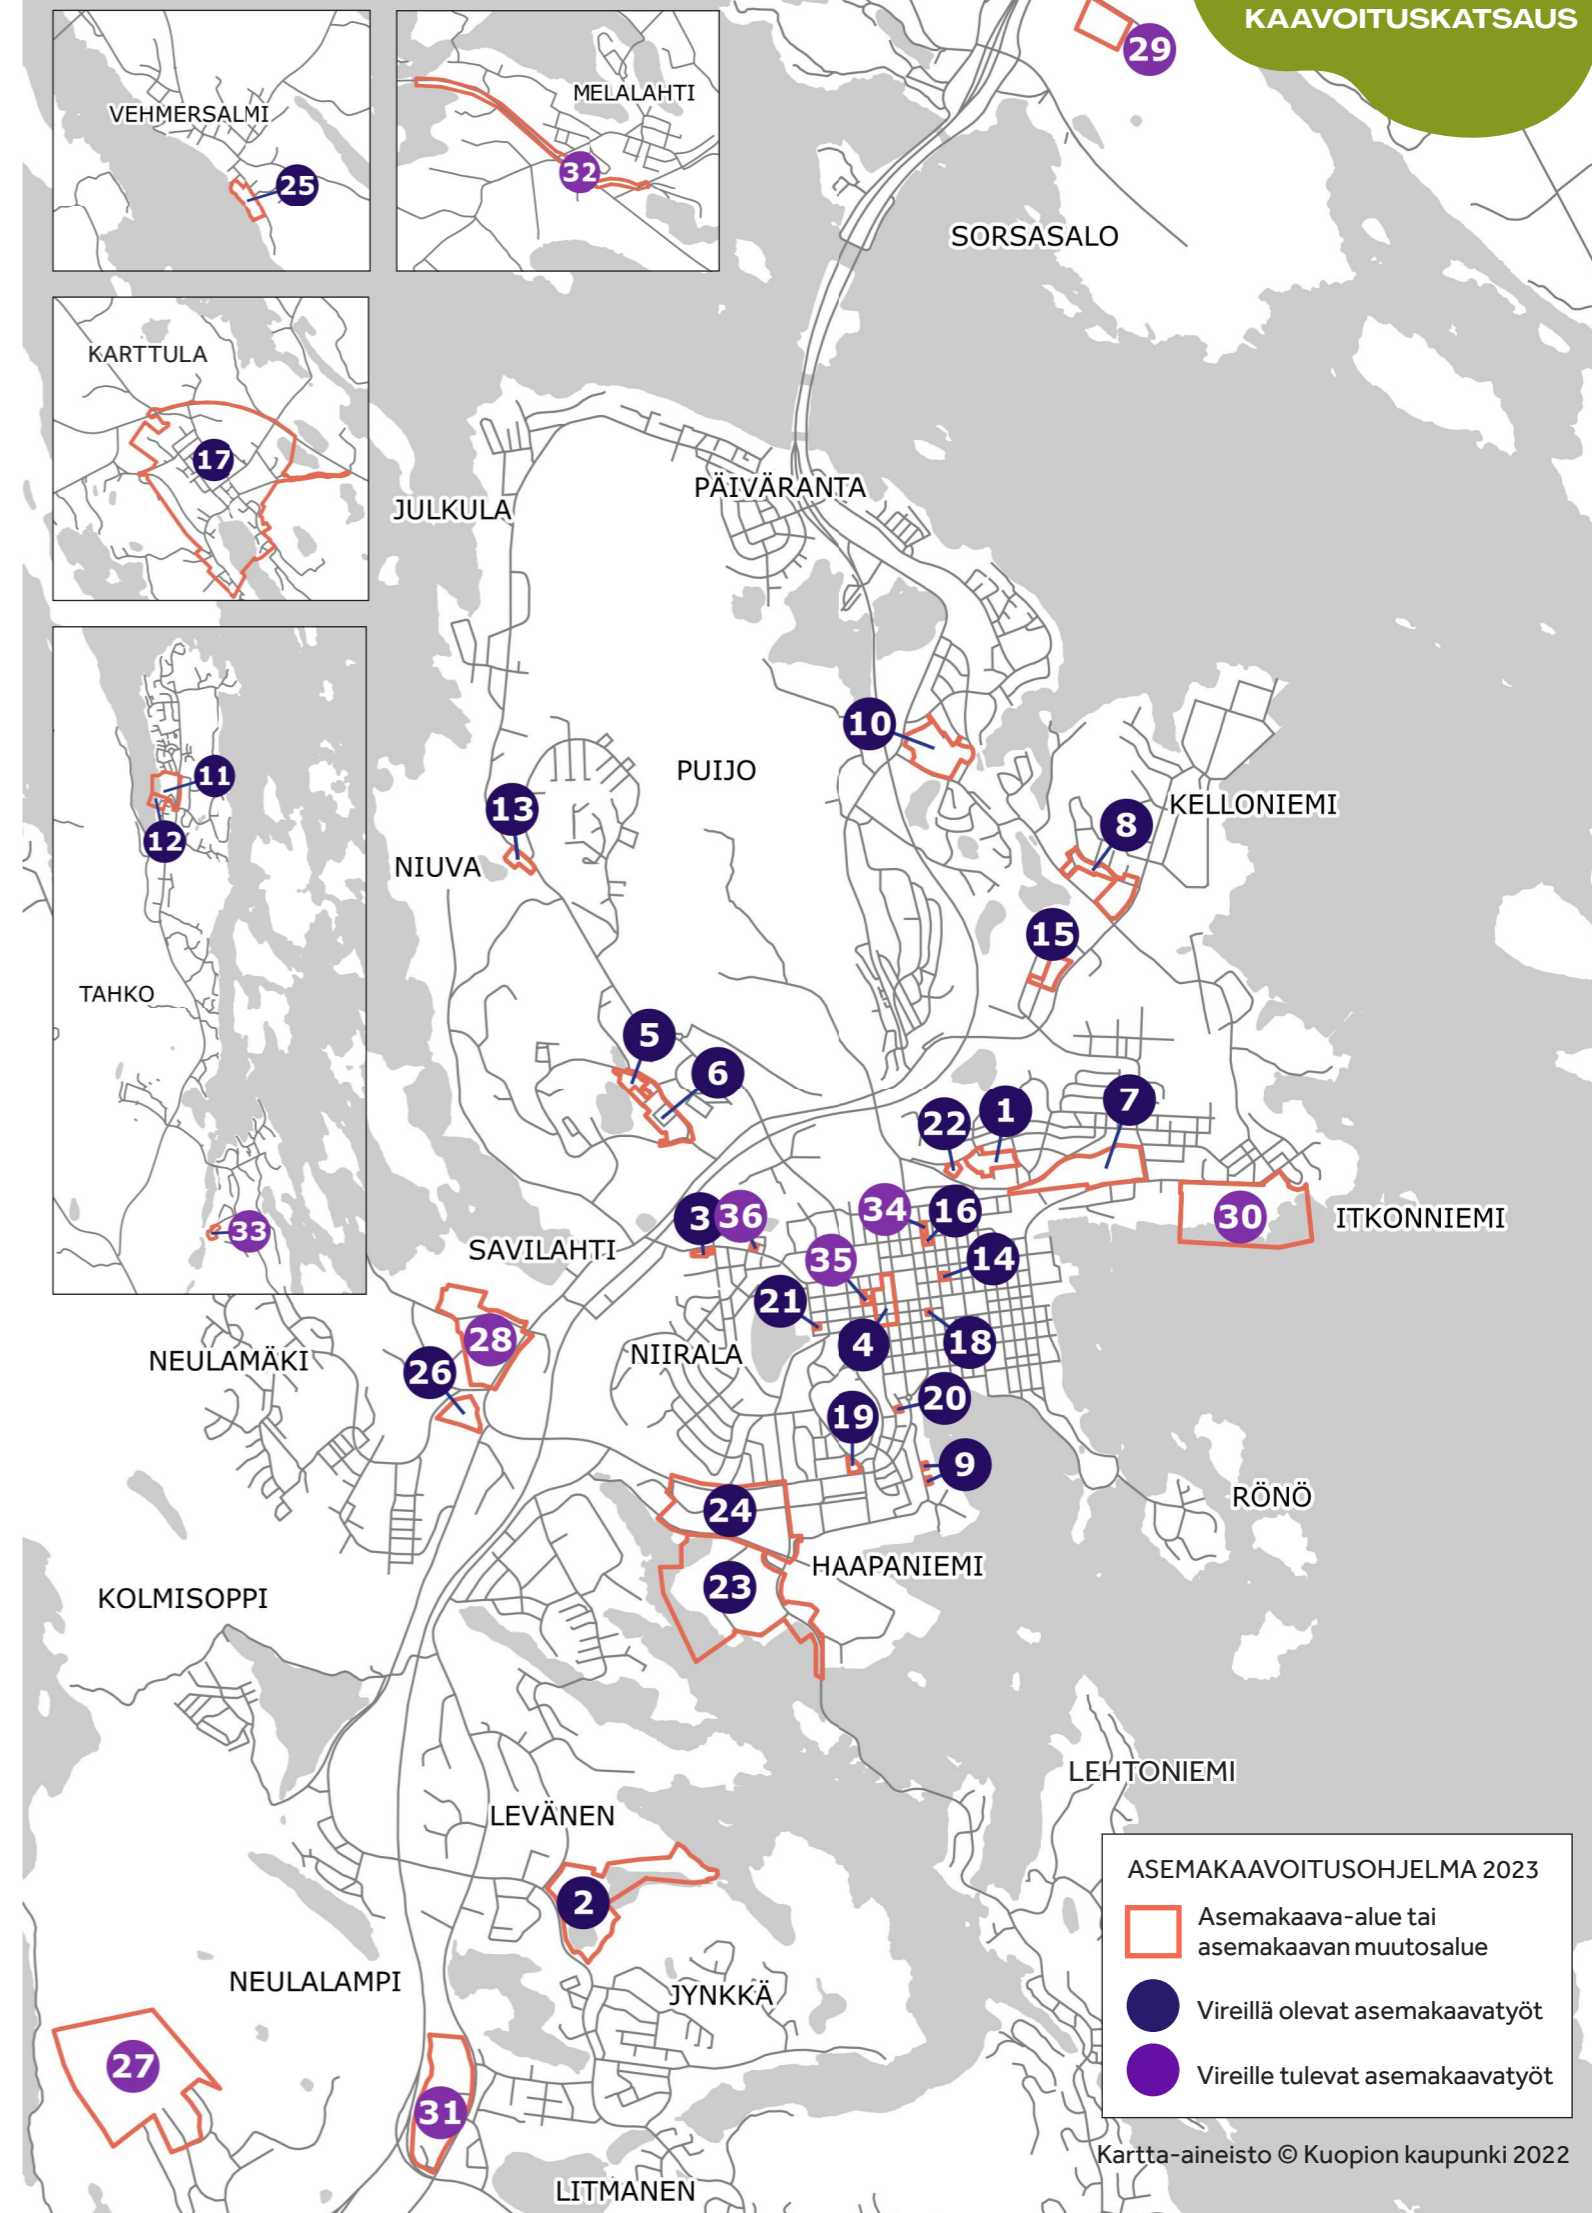 KAAVOITUSKATSAUS
29
VEHMERSALMI
25
MELALAHTI
32
SORSASALO
KARTTULA
17
JULKULA
PÄIVÄRANTA
10
PUIJO
13
NIUVA
KELLONIEMI
8
15
11
12
TAHKO
33
5
6
7
1
22
3
36
34
16
30
ITKONNIEMI
SAVILAHTI
35
14
21
4
18
28
NIIRALA
NEULAMÄKI
26
20
19
9
24
RÖNÖ
HAAPANIEMI
23
KOLMISOPPI
LEHTONIEMI
LEVÄNEN
2
NEULALAMPI
JYNKKÄ
27
31
LITMANEN
ASEMAKAAVOITUSOHJELMA 2023
Asemakaava-alue tai
asemakaavan muutosalue
Vireillä olevat asemakaavatyöt
Vireille tulevat asemakaavatyöt
Kartta-aineisto © Kuopion kaupunki 2022